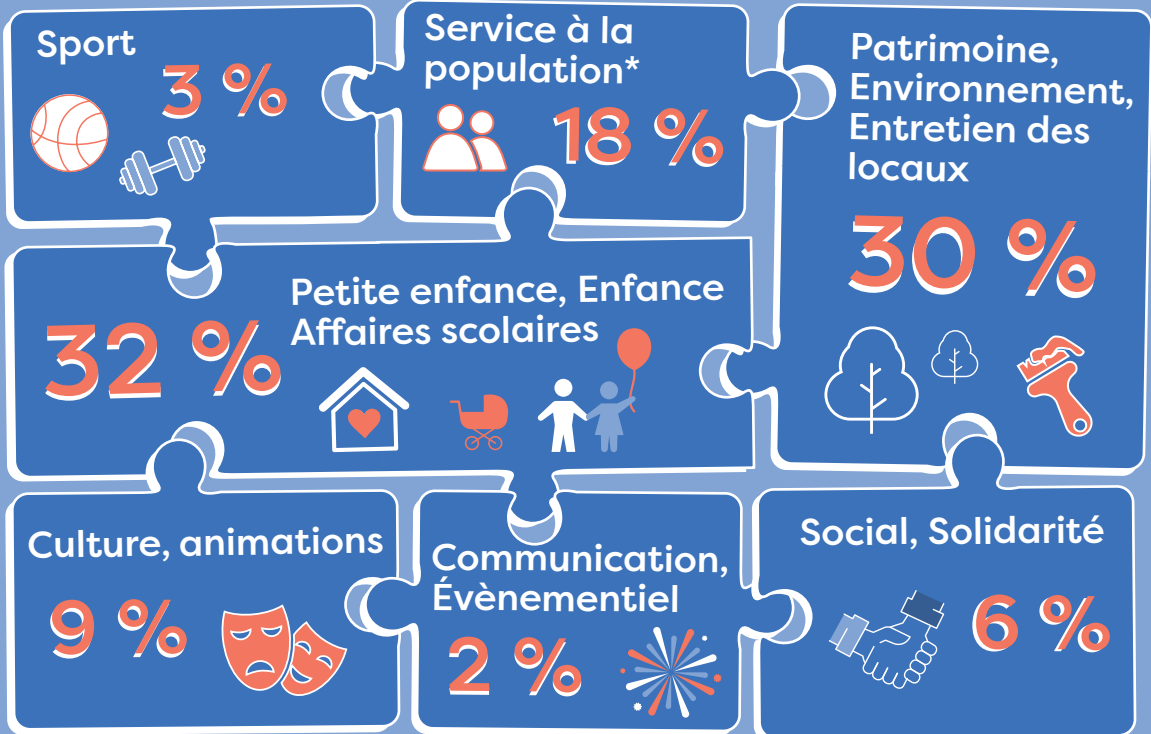 Sport
3 %
Service à la
population*
18 %
Patrimoine,
Environnement,
Entretien des
locaux
30 %
32 %
Petite enfance, Enfance
Affaires scolaires
Culture, animations
9 %
Communication,
Évènementiel
2 %
Social, Solidarité
6 %